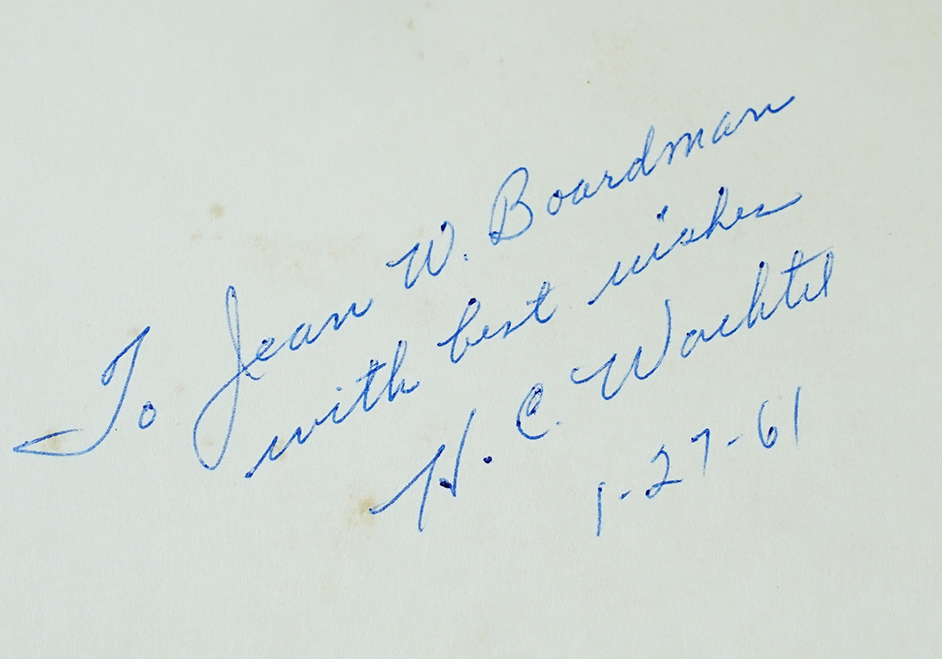 To Jean W. Boardman
with best wishes
H. C. Wachtel
1-27-61